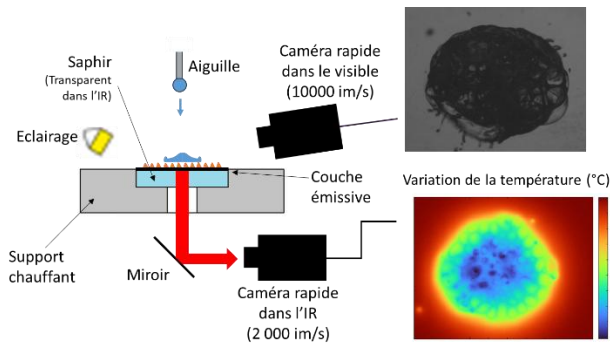 Saphir
(Transparent
dans l'IR)
Aiguille
Caméra rapide
dans le visible
(10000 im/s)
Eclairage
Couche
émissive
Variation de la température (°C)
Support
chauffant
Miroir
Caméra rapide
dans l'IR
(2 000 im/s)